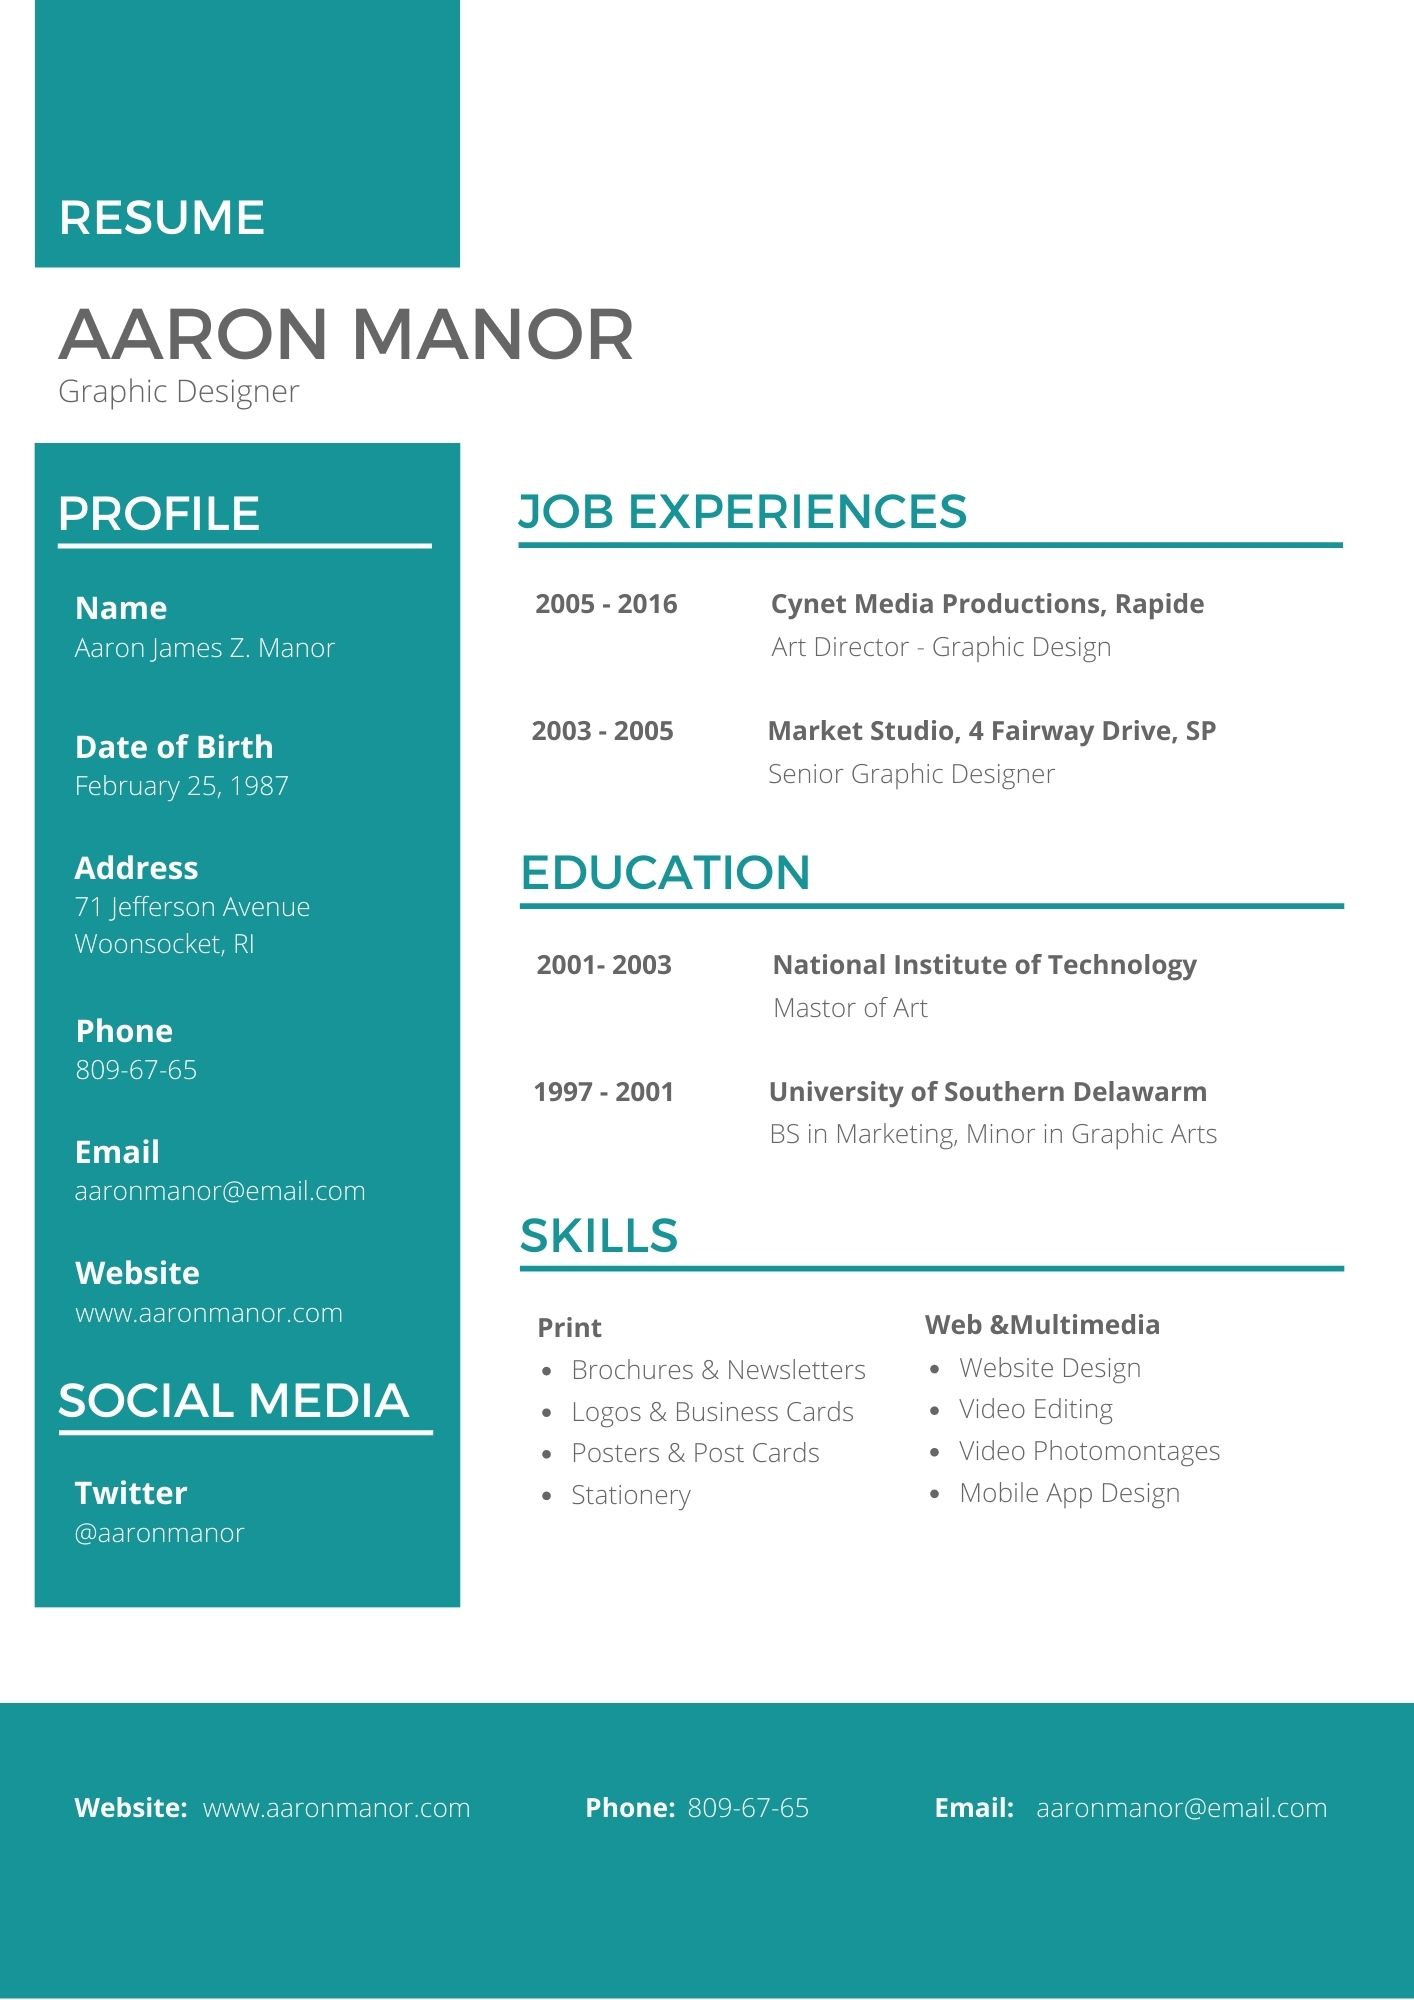 RESUME
AARON MANOR
Graphic Designer
PROFILE
Name
Aaron James Z. Manor
Date of Birth
February 25, 1987
Address
71 Jefferson Avenue
Woonsocket, RI
Phone
809-67-65
Email
aaronmanor@email.com
Website
www.aaronmanor.com
SOCIAL MEDIA
Twitter
@aaronmanor
JOB EXPERIENCES
2005 - 2016 Cynet Media Productions, Rapide
Art Director - Graphic Design
2003 - 2005 Market Studio, 4 Fairway Drive, SP
Senior Graphic Designer
EDUCATION
2001- 2003 National Institute of Technology
Mastor of Art
1997 - 2001 University of Southern Delawarm
BS in Marketing, Minor in Graphic Arts
SKILLS
Print
• Brochures & Newsletters
• Logos & Business Cards
• Posters & Post Cards
• Stationery
Web &Multimedia
• Website Design
• Video Editing
• Video Photomontages
• Mobile App Design
Website: www.aaronmanor.com Phone: 809-67-65 Email: aaronmanor@email.com